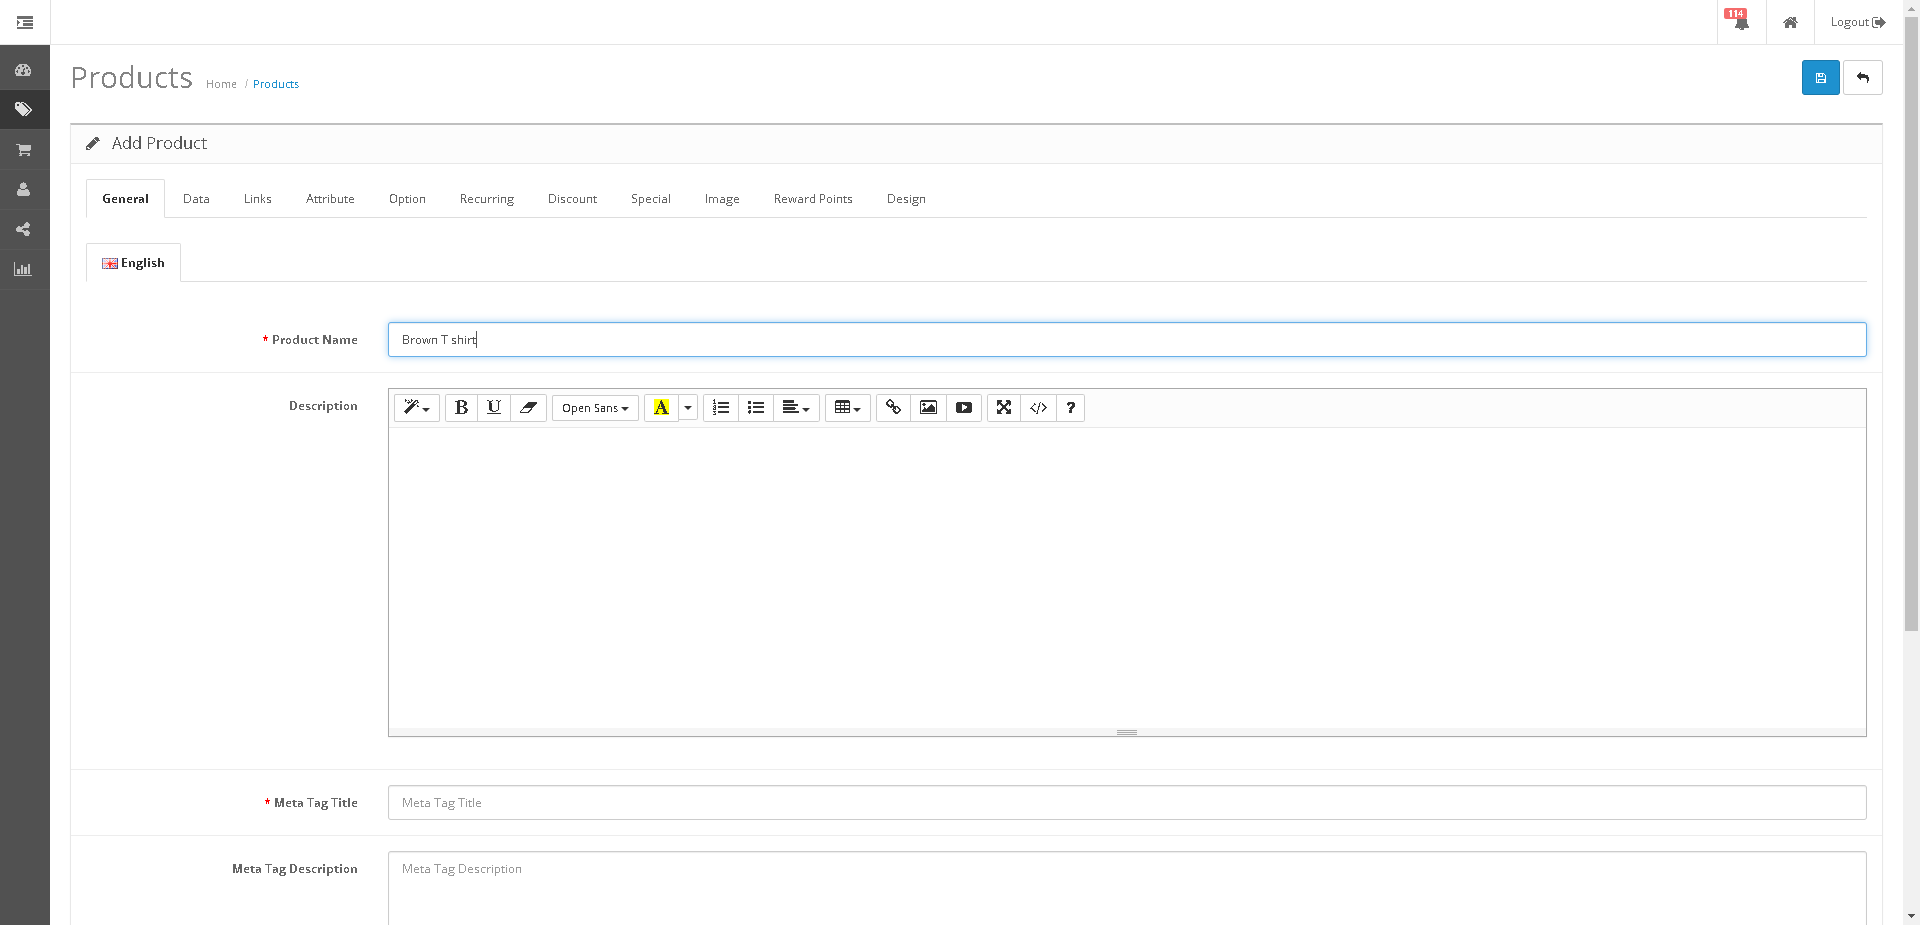 114
Logout
Products
Home / Products
Add Product
General Data Links Attribute Option Recurring Discount Special Image Reward Points Design
English
* Product Name
Brown T shirt
Description
B U Open Sans A </> ?
* Meta Tag Title
Meta Tag Title
Meta Tag Description
Meta Tag Description